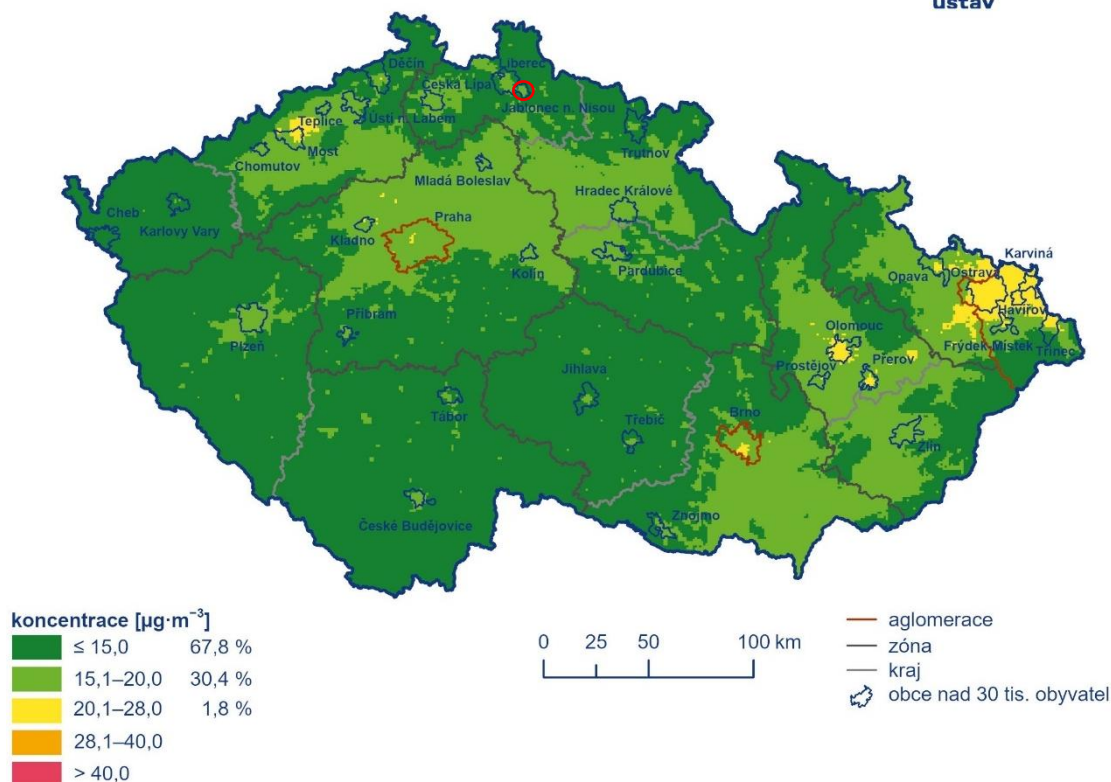 ústav
Děčín
Liberec
Česká Lípa
Jablonec n. Nisou
Teplice
Ústí n. Labem
Most
Chomutov
Trutnov
Mladá Boleslav
Hradec Králové
Cheb
Karlovy Vary
Praha
Kladno
Kolín
Pardubice
Karviná
Opava
Ostrava
Havířov
Plzeň
Příbram
Olomouc
Frýdek Místek
Třinec
Prostějov
Přerov
Jihlava
Tábor
Třebíč
Brno
Zlín
Znojmo
České Budějovice
koncentrace [µg·m⁻³]
≤ 15,0 67,8 %
15,1–20,0 30,4 %
20,1–28,0 1,8 %
28,1–40,0
> 40,0
0 25 50 100 km
aglomerace
zóna
kraj
obce nad 30 tis. obyvatel